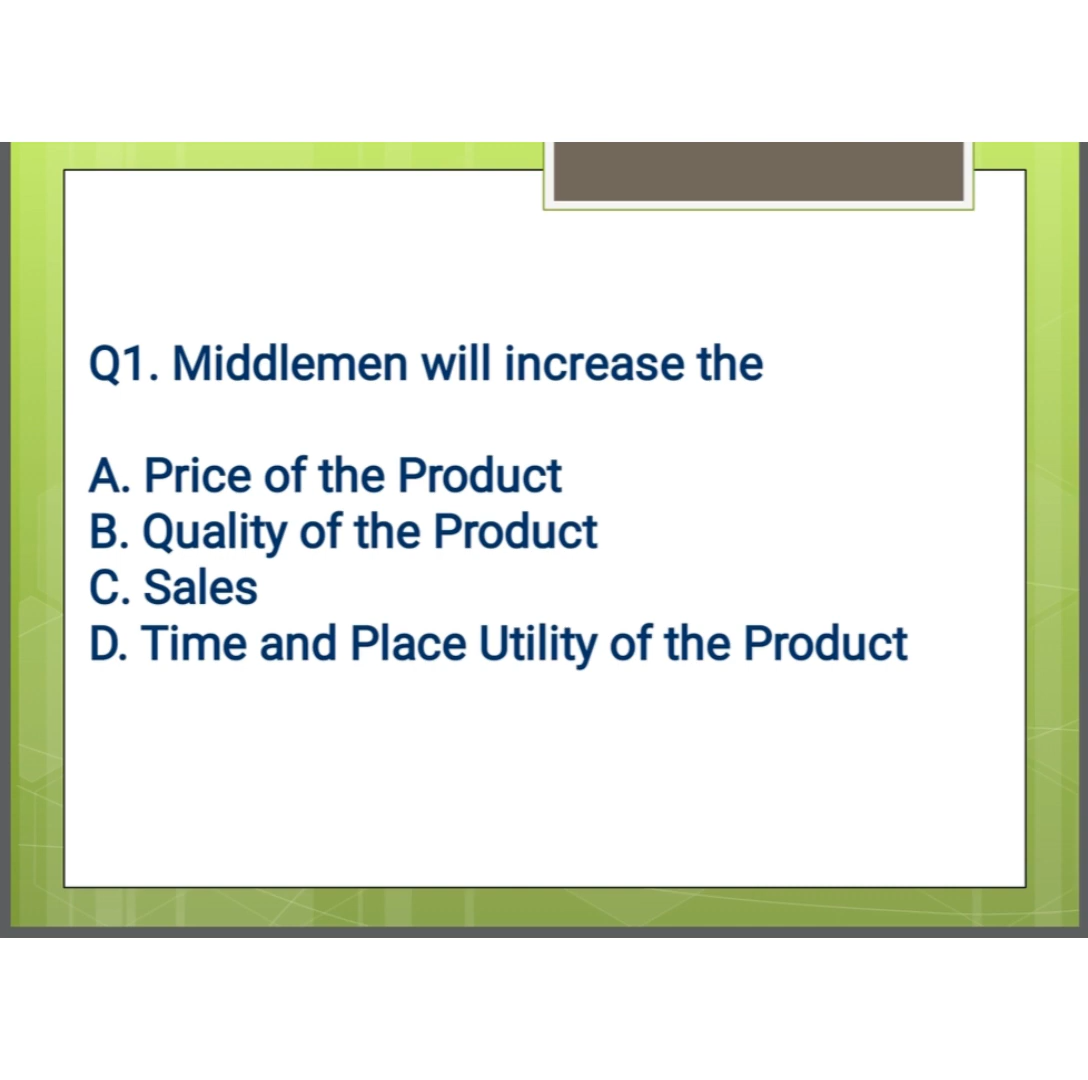 Q1. Middlemen will increase the
A. Price of the Product
B. Quality of the Product
C. Sales
D. Time and Place Utility of the Product